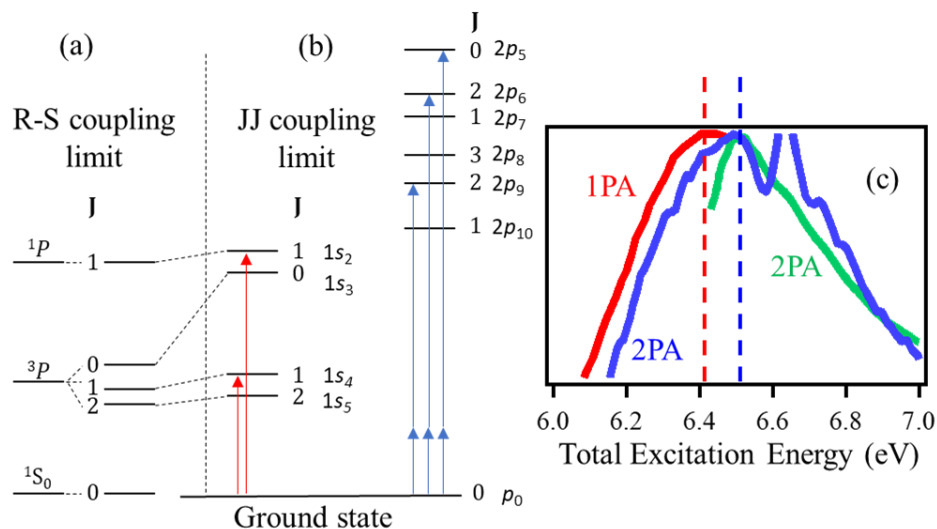 (a)
(b)
J
0 2p₅
2 2p₆
1 2p₇
3 2p₈
2 2p₉
1 2p₁₀
0 p₀
R-S coupling
limit
JJ coupling
limit
J
¹P
1
³P
0
1
2
¹S₀
0
J
1 1s₂
0 1s₃
1 1s₄
2 1s₅
Ground state
(c)
1PA
2PA
2PA
6.0 6.2 6.4 6.6 6.8 7.0
Total Excitation Energy (eV)